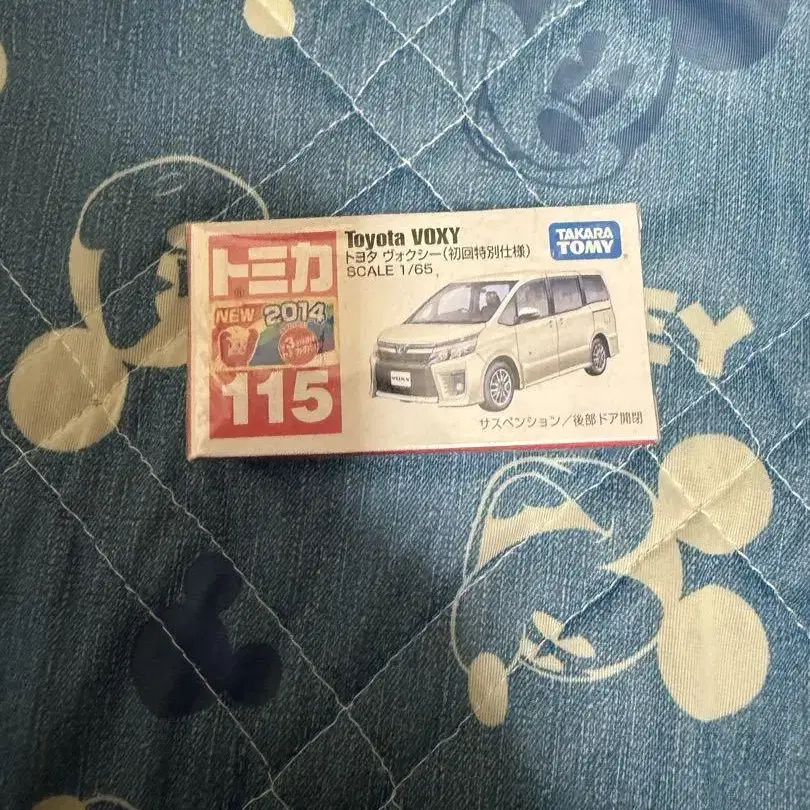 Toyota VOXY
トヨタ ヴォクシー(初回特別仕様)
SCALE 1/65
TAKARA
TOMY
トミカ
NEW 2014
115
VOXY
サスペンション/後部ドア開閉
EY